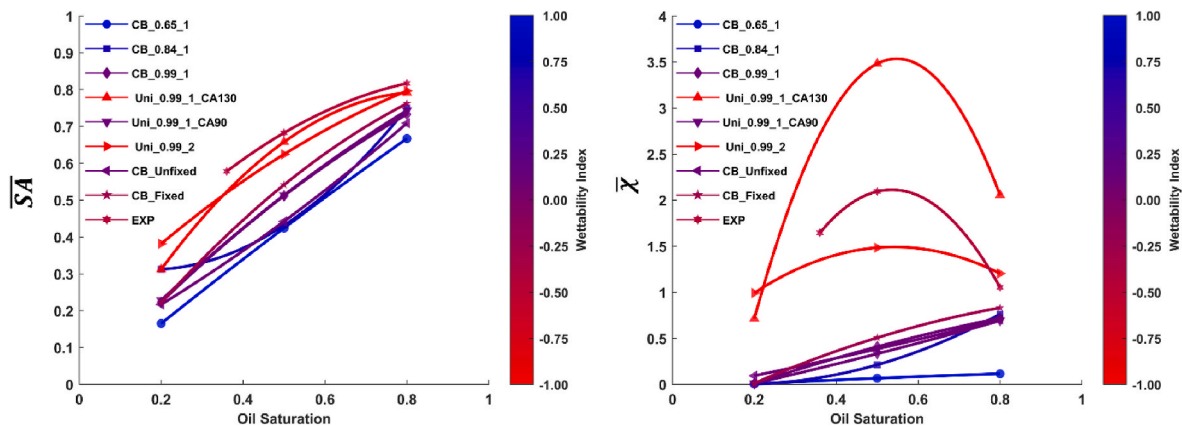 1
0.9
0.8
0.7
0.6
0.5
0.4
0.3
0.2
0.1
0
0 0.2 0.4 0.6 0.8 1
Oil Saturation
SA
CB_0.65_1
CB_0.84_1
CB_0.99_1
Uni_0.99_1_CA130
Uni_0.99_1_CA90
Uni_0.99_2
CB_Unfixed
CB_Fixed
EXP
1.00
0.75
0.50
0.25
0.00
-0.25
-0.50
-0.75
-1.00
Wettability Index
4
3.5
3
2.5
2
1.5
1
0.5
0
0 0.2 0.4 0.6 0.8 1
Oil Saturation
χ
CB_0.65_1
CB_0.84_1
CB_0.99_1
Uni_0.99_1_CA130
Uni_0.99_1_CA90
Uni_0.99_2
CB_Unfixed
CB_Fixed
EXP
1.00
0.75
0.50
0.25
0.00
-0.25
-0.50
-0.75
-1.00
Wettability Index